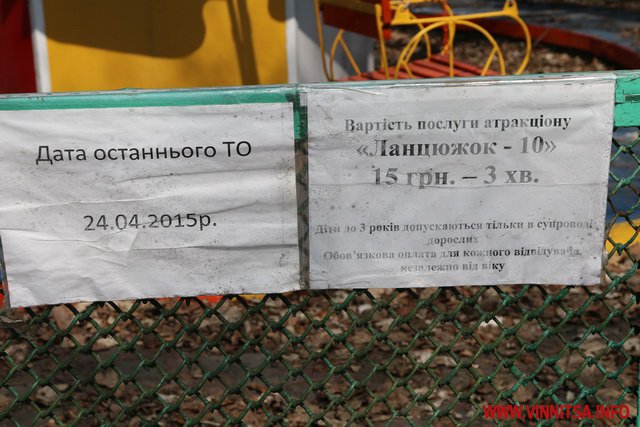 Дата останнього ТО
24.04.2015р.
Вартість послуги атракціону
«Ланцюжок - 10»
15 грн. – 3 хв.
Діти до 3 років допускаються тільки в супроводі
дорослих
Обов'язкова оплата для кожного відвідувача,
незалежно від віку
WWW.VINNITSA.INFO